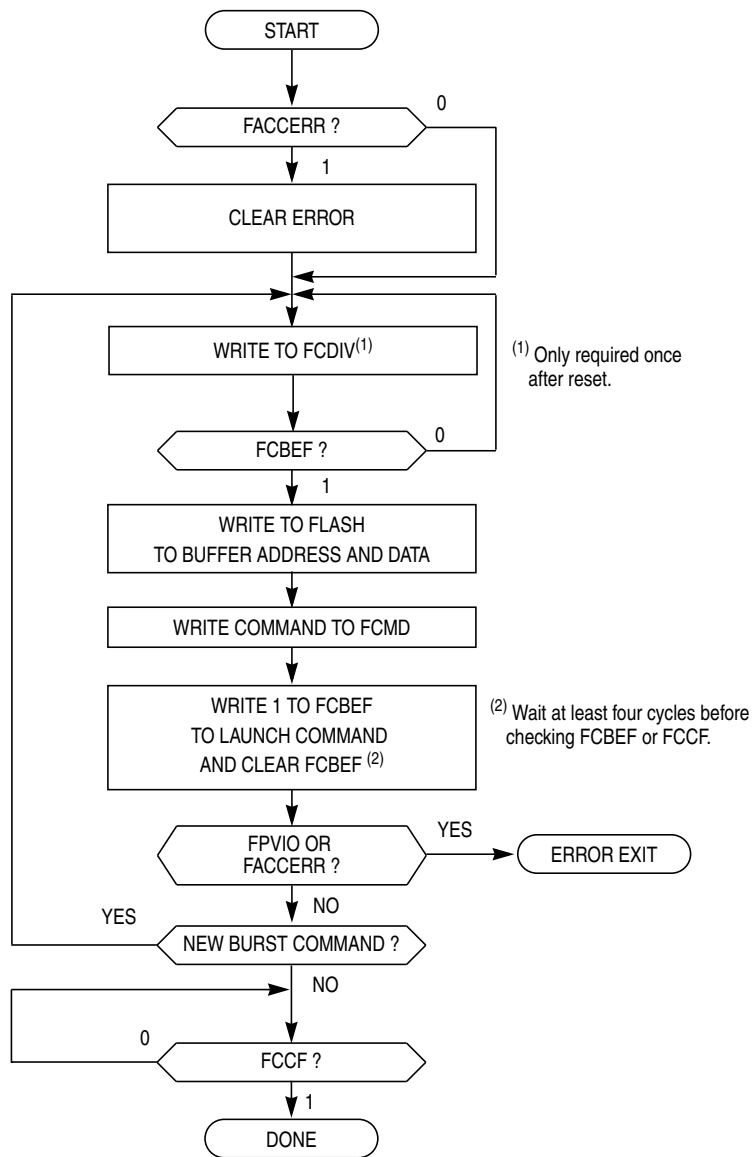 START
0
FACCERR ?
1
CLEAR ERROR
WRITE TO FCDIV(1)
(1) Only required once
after reset.
0
FCBEF ?
1
WRITE TO FLASH
TO BUFFER ADDRESS AND DATA
WRITE COMMAND TO FCMD
WRITE 1 TO FCBEF
TO LAUNCH COMMAND
AND CLEAR FCBEF (2)
(2) Wait at least four cycles before
checking FCBEF or FCCF.
FPVIO OR
FACCERR ?
YES
ERROR EXIT
NO
YES
NEW BURST COMMAND ?
NO
0
FCCF ?
1
DONE